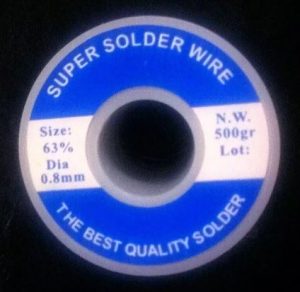 SUPER SOLDER WIRE
Size:
63%
Dia
0.8mm
N.W.
500gr
Lot:
THE BEST QUALITY SOLDER